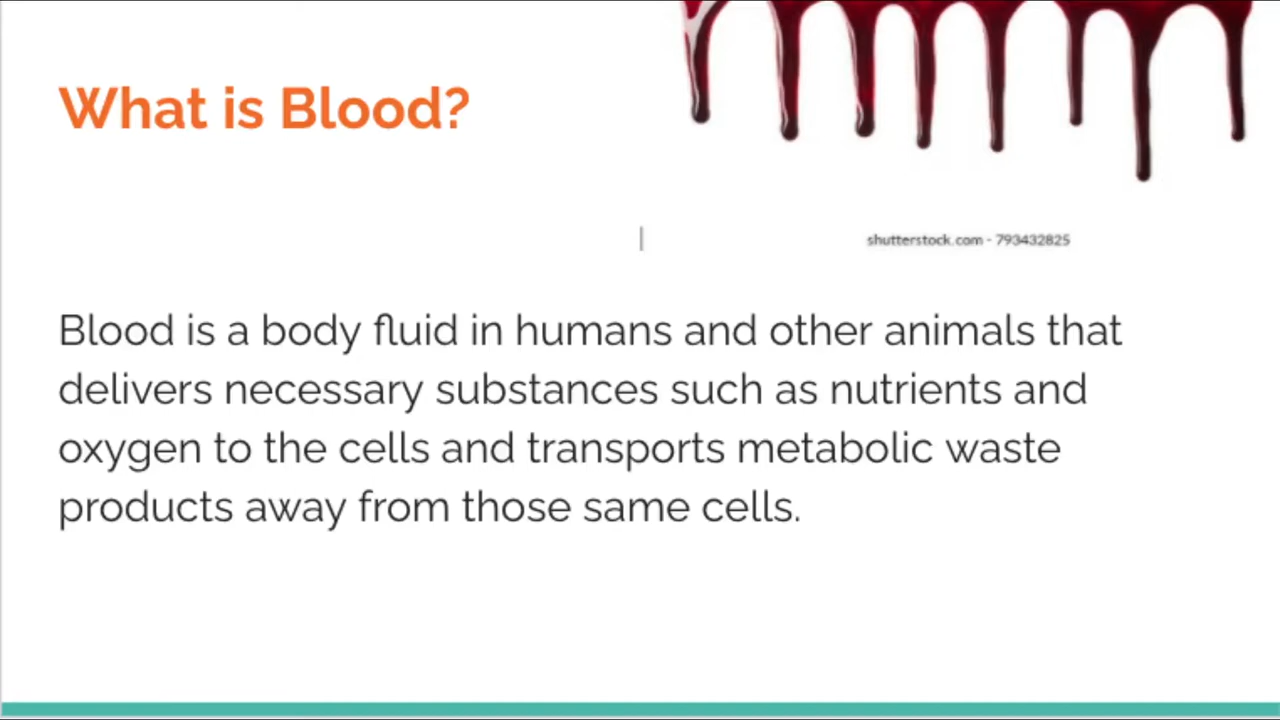 What is Blood?
shutterstock.com - 793432825
Blood is a body fluid in humans and other animals that
delivers necessary substances such as nutrients and
oxygen to the cells and transports metabolic waste
products away from those same cells.